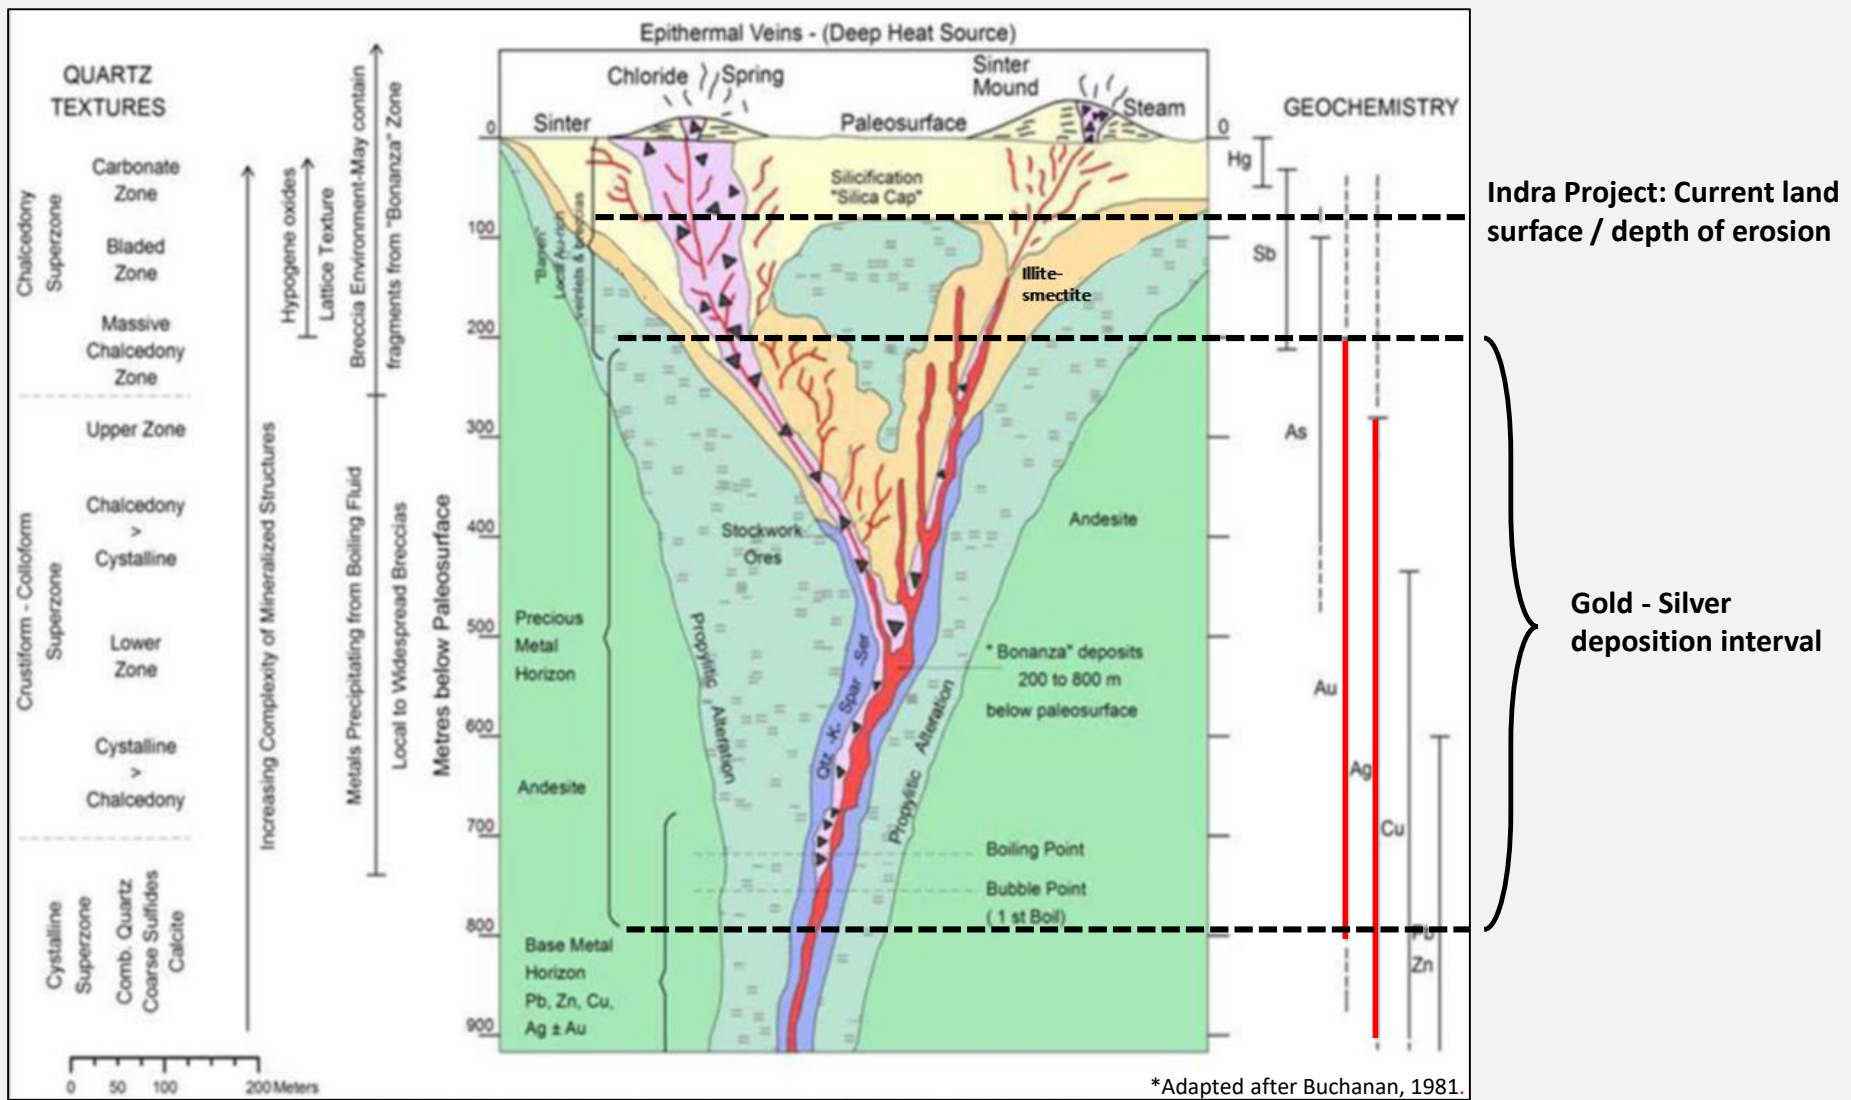 Epithermal Veins - (Deep Heat Source)
QUARTZ
TEXTURES
Chalcedony
Superzone
Carbonate
Zone
Bladed
Zone
Massive
Chalcedony
Zone
Crustiform - Colloform
Superzone
Upper Zone
Chalcedony
>
Cystalline
Lower
Zone
Cystalline
>
Chalcedony
Cystalline
Superzone
Comb. Quartz
Coarse Sulfides
Calcite
0 50 100 200 Meters
Increasing Complexity of Mineralized Structures
Hypogene oxides
Lattice Texture
Breccia Environment-May contain
fragments from "Bonanza" Zone
Metals Precipitating from Boiling Fluid
Local to Widespread Breccias
Metres below Paleosurface
0
100
200
300
400
500
600
700
800
900
Chloride Spring
Sinter
Mound
Steam
Sinter
Paleosurface
0
Silicification
"Silica Cap"
"Barren"
Local Au-rich
veinlets & breccias
Illite-
smectite
Stockwork
Ores
Andesite
Precious
Metal
Horizon
Propylitic Alteration
Qtz -K- Spar -Ser
Propylitic Alteration
" Bonanza" deposits
200 to 800 m
below paleosurface
Andesite
Boiling Point
Bubble Point
( 1 st Boil)
Base Metal
Horizon
Pb, Zn, Cu,
Ag ± Au
GEOCHEMISTRY
Hg
Sb
As
Au
Ag
Cu
Pb
Zn
*Adapted after Buchanan, 1981.
Indra Project: Current land
surface / depth of erosion
Gold - Silver
deposition interval